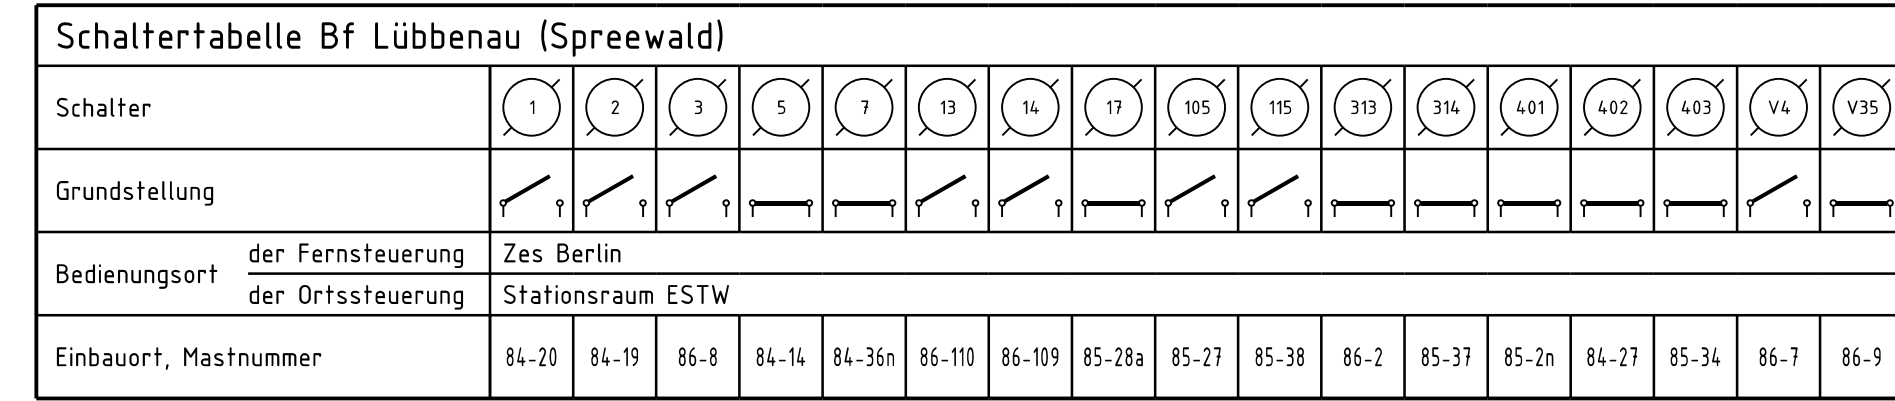 Schaltertabelle Bf Lübbenau (Spreewald)
Schalter 1 2 3 5 7 13 14 17 105 115 313 314 401 402 403 V4 V35
Grundstellung
Bedienungsort der Fernsteuerung Zes Berlin
der Ortssteuerung Stationsraum ESTW
Einbauort, Mastnummer 84-20 84-19 86-8 84-14 84-36n 86-110 86-109 85-28a 85-27 85-38 86-2 85-37 85-2n 84-27 85-34 86-7 86-9